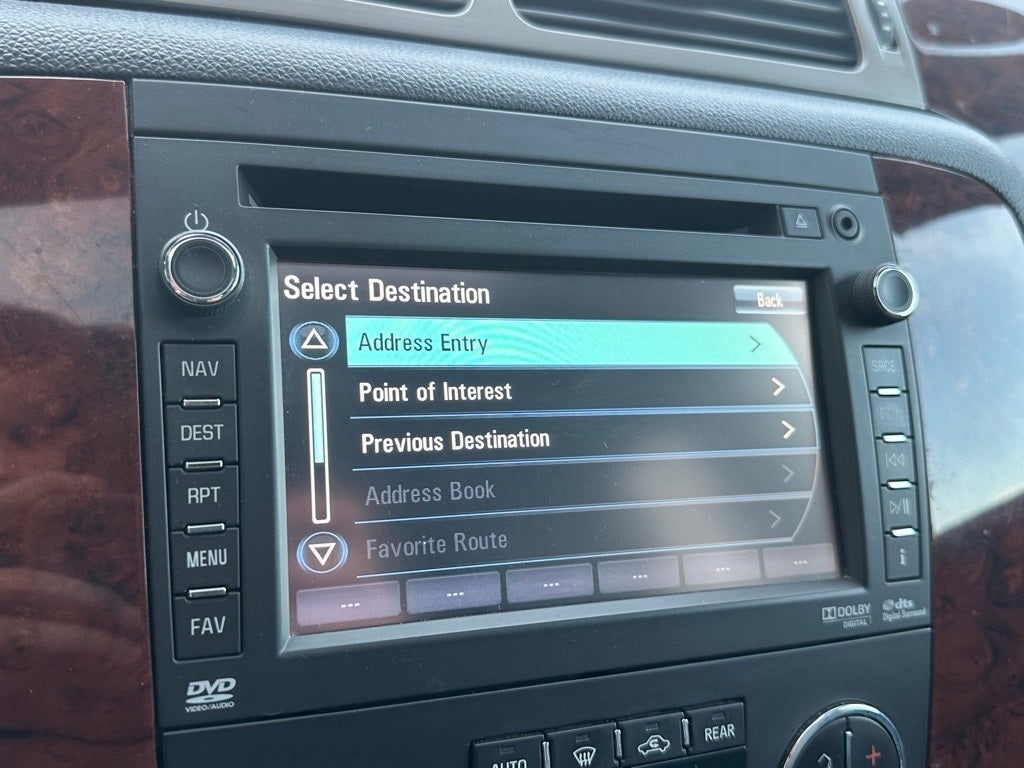 Select Destination
Back
Address Entry
Point of Interest
Previous Destination
Address Book
Favorite Route
---
---
---
---
---
---
NAV
DEST
RPT
MENU
FAV
i
DVD
VIDEO/AUDIO
DOLBY
DIGITAL
dts
Digital Surround
AUTO
REAR